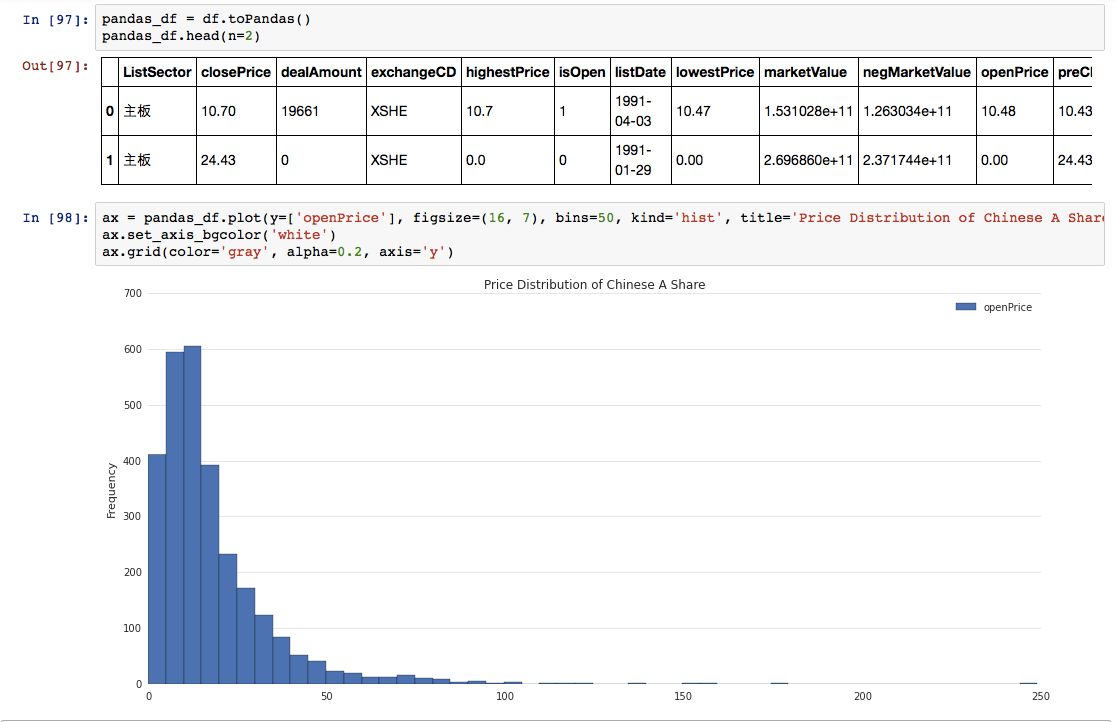 In [97]: pandas_df = df.toPandas()
pandas_df.head(n=2)
Out[97]:
ListSector closePrice dealAmount exchangeCD highestPrice isOpen listDate lowestPrice marketValue negMarketValue openPrice preCl
0 主板 10.70 19661 XSHE 10.7 1 1991-04-03 10.47 1.531028e+11 1.263034e+11 10.48 10.43
1 主板 24.43 0 XSHE 0.0 0 1991-01-29 0.00 2.696860e+11 2.371744e+11 0.00 24.43
In [98]: ax = pandas_df.plot(y=['openPrice'], figsize=(16, 7), bins=50, kind='hist', title='Price Distribution of Chinese A Share
ax.set_axis_bgcolor('white')
ax.grid(color='gray', alpha=0.2, axis='y')
Price Distribution of Chinese A Share
openPrice
700
600
500
400
300
200
100
0
Frequency
0 50 100 150 200 250